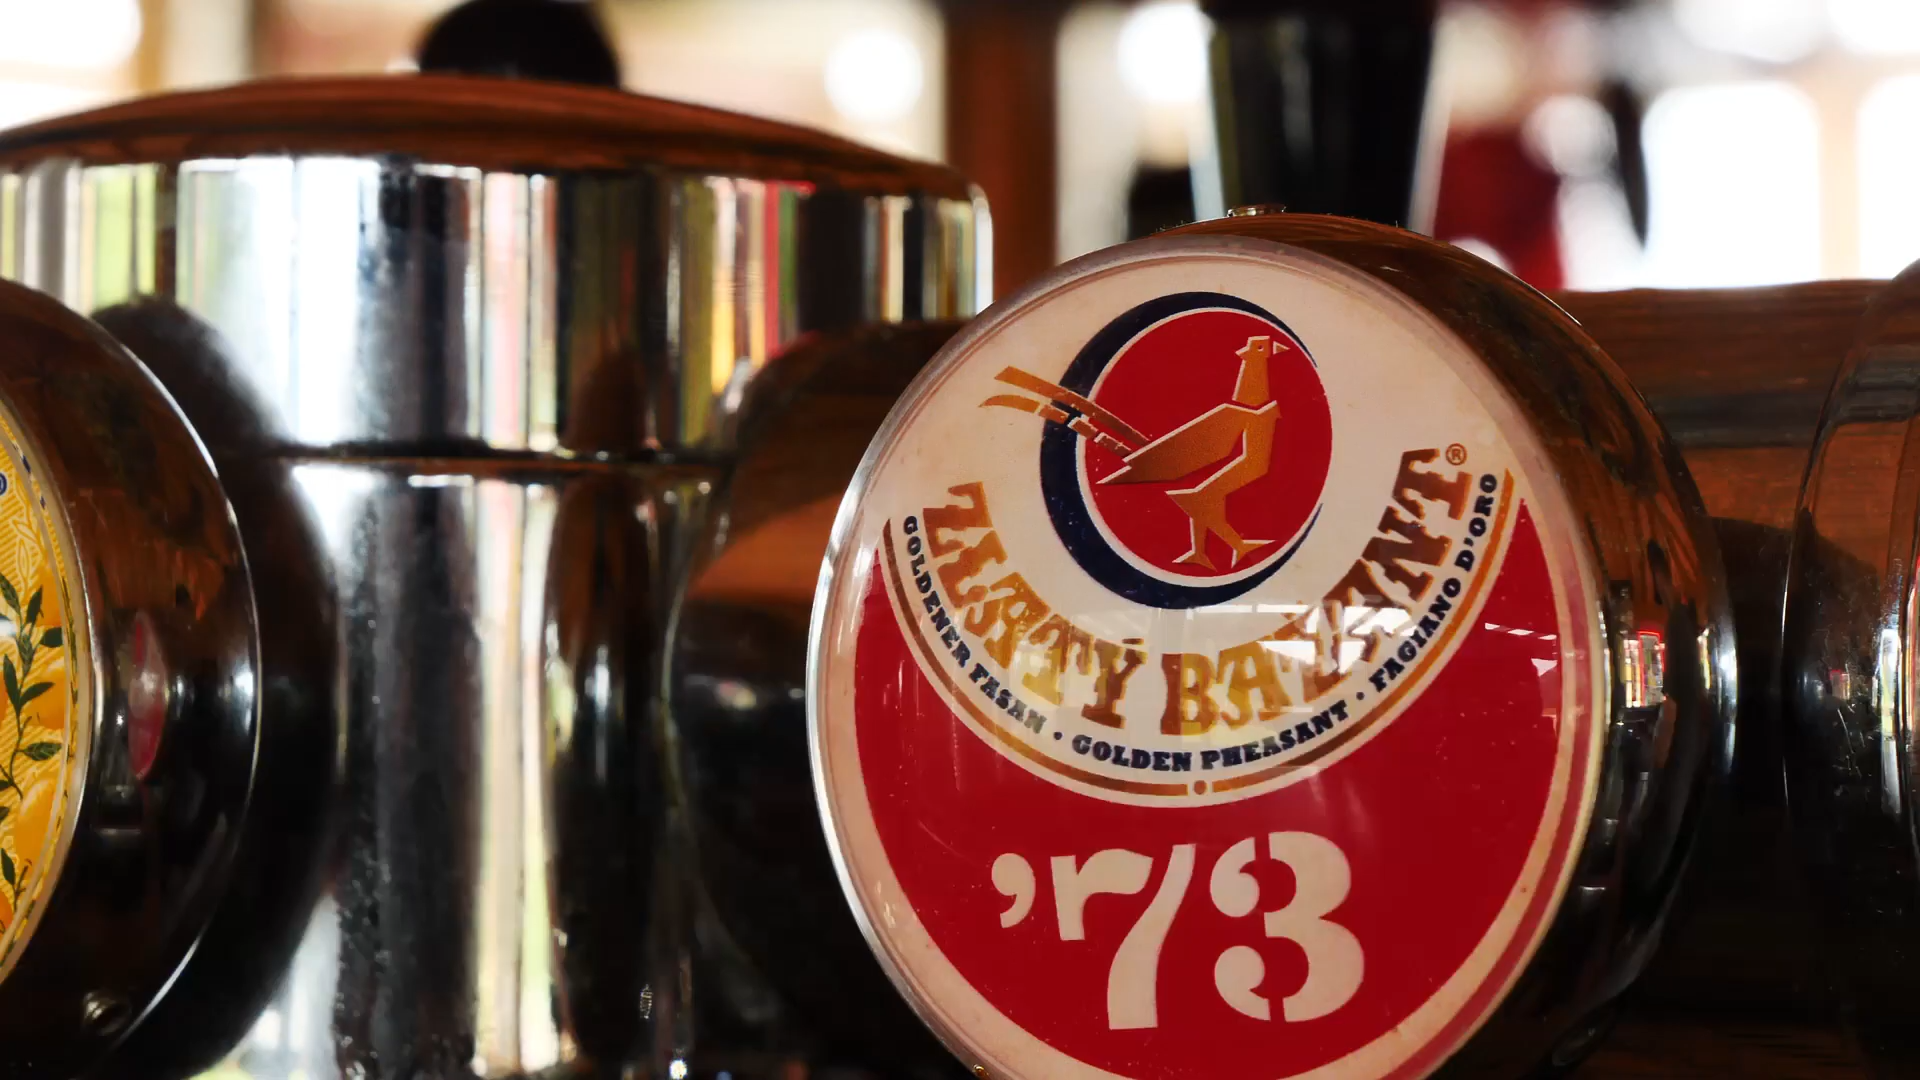 ZLATÝ BAŽANT®
GOLDENER FASAN · GOLDEN PHEASANT · FAGIANO D'ORO
’73